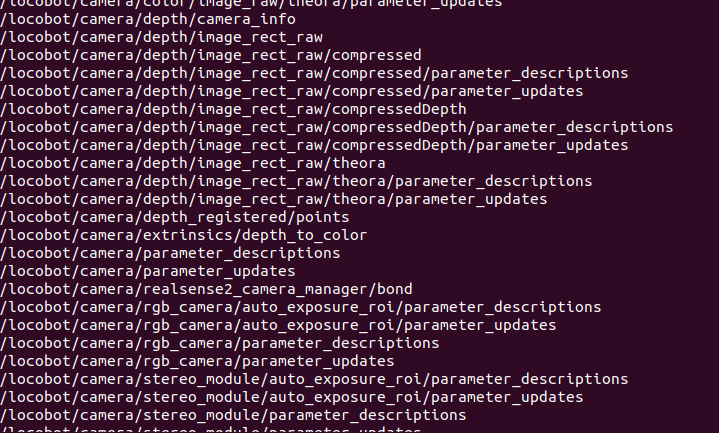 /locobot/camera/color/image_raw/theora/parameter_updates
/locobot/camera/depth/camera_info
/locobot/camera/depth/image_rect_raw
/locobot/camera/depth/image_rect_raw/compressed
/locobot/camera/depth/image_rect_raw/compressed/parameter_descriptions
/locobot/camera/depth/image_rect_raw/compressed/parameter_updates
/locobot/camera/depth/image_rect_raw/compressedDepth
/locobot/camera/depth/image_rect_raw/compressedDepth/parameter_descriptions
/locobot/camera/depth/image_rect_raw/compressedDepth/parameter_updates
/locobot/camera/depth/image_rect_raw/theora
/locobot/camera/depth/image_rect_raw/theora/parameter_descriptions
/locobot/camera/depth/image_rect_raw/theora/parameter_updates
/locobot/camera/depth_registered/points
/locobot/camera/extrinsics/depth_to_color
/locobot/camera/parameter_descriptions
/locobot/camera/parameter_updates
/locobot/camera/realsense2_camera_manager/bond
/locobot/camera/rgb_camera/auto_exposure_roi/parameter_descriptions
/locobot/camera/rgb_camera/auto_exposure_roi/parameter_updates
/locobot/camera/rgb_camera/parameter_descriptions
/locobot/camera/rgb_camera/parameter_updates
/locobot/camera/stereo_module/auto_exposure_roi/parameter_descriptions
/locobot/camera/stereo_module/auto_exposure_roi/parameter_updates
/locobot/camera/stereo_module/parameter_descriptions
/locobot/camera/stereo_module/parameter_updates